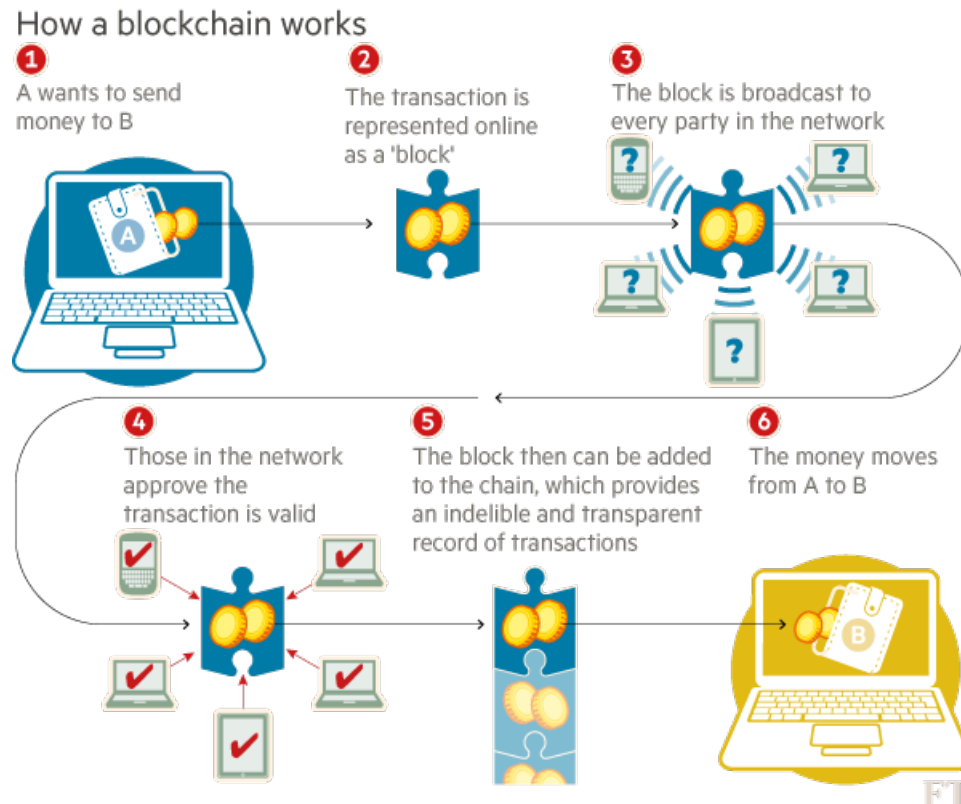 How a blockchain works
1
A wants to send
money to B
2
The transaction is
represented online
as a 'block'
3
The block is broadcast to
every party in the network
A
?
?
?
?
?
4
Those in the network
approve the
transaction is valid
5
The block then can be added
to the chain, which provides
an indelible and transparent
record of transactions
6
The money moves
from A to B
B
FT